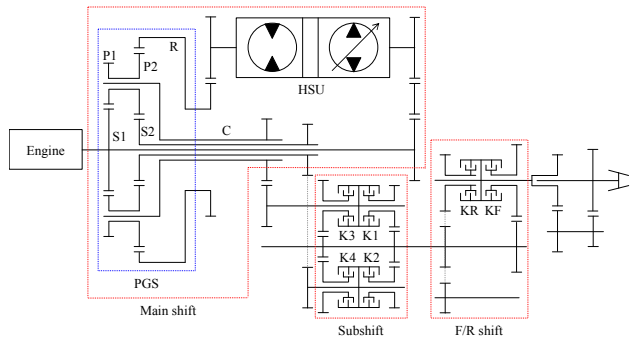 P1
R
P2
HSU
S1
S2
C
Engine
KR
KF
K3
K1
K4
K2
PGS
Main shift
Subshift
F/R shift